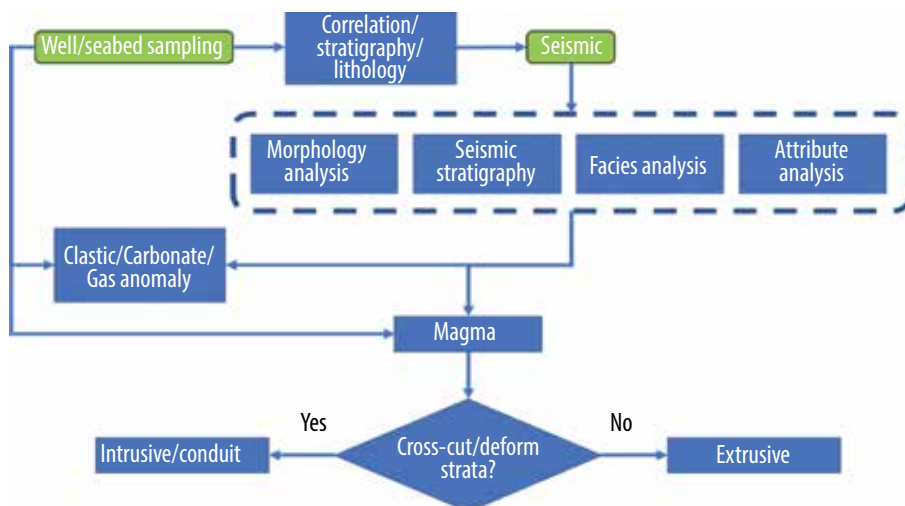 Well/seabed sampling
Correlation/
stratigraphy/
lithology
Seismic
Morphology
analysis
Seismic
stratigraphy
Facies analysis
Attribute
analysis
Clastic/Carbonate/
Gas anomaly
Magma
Yes
No
Intrusive/conduit
Cross-cut/deform
strata?
Extrusive